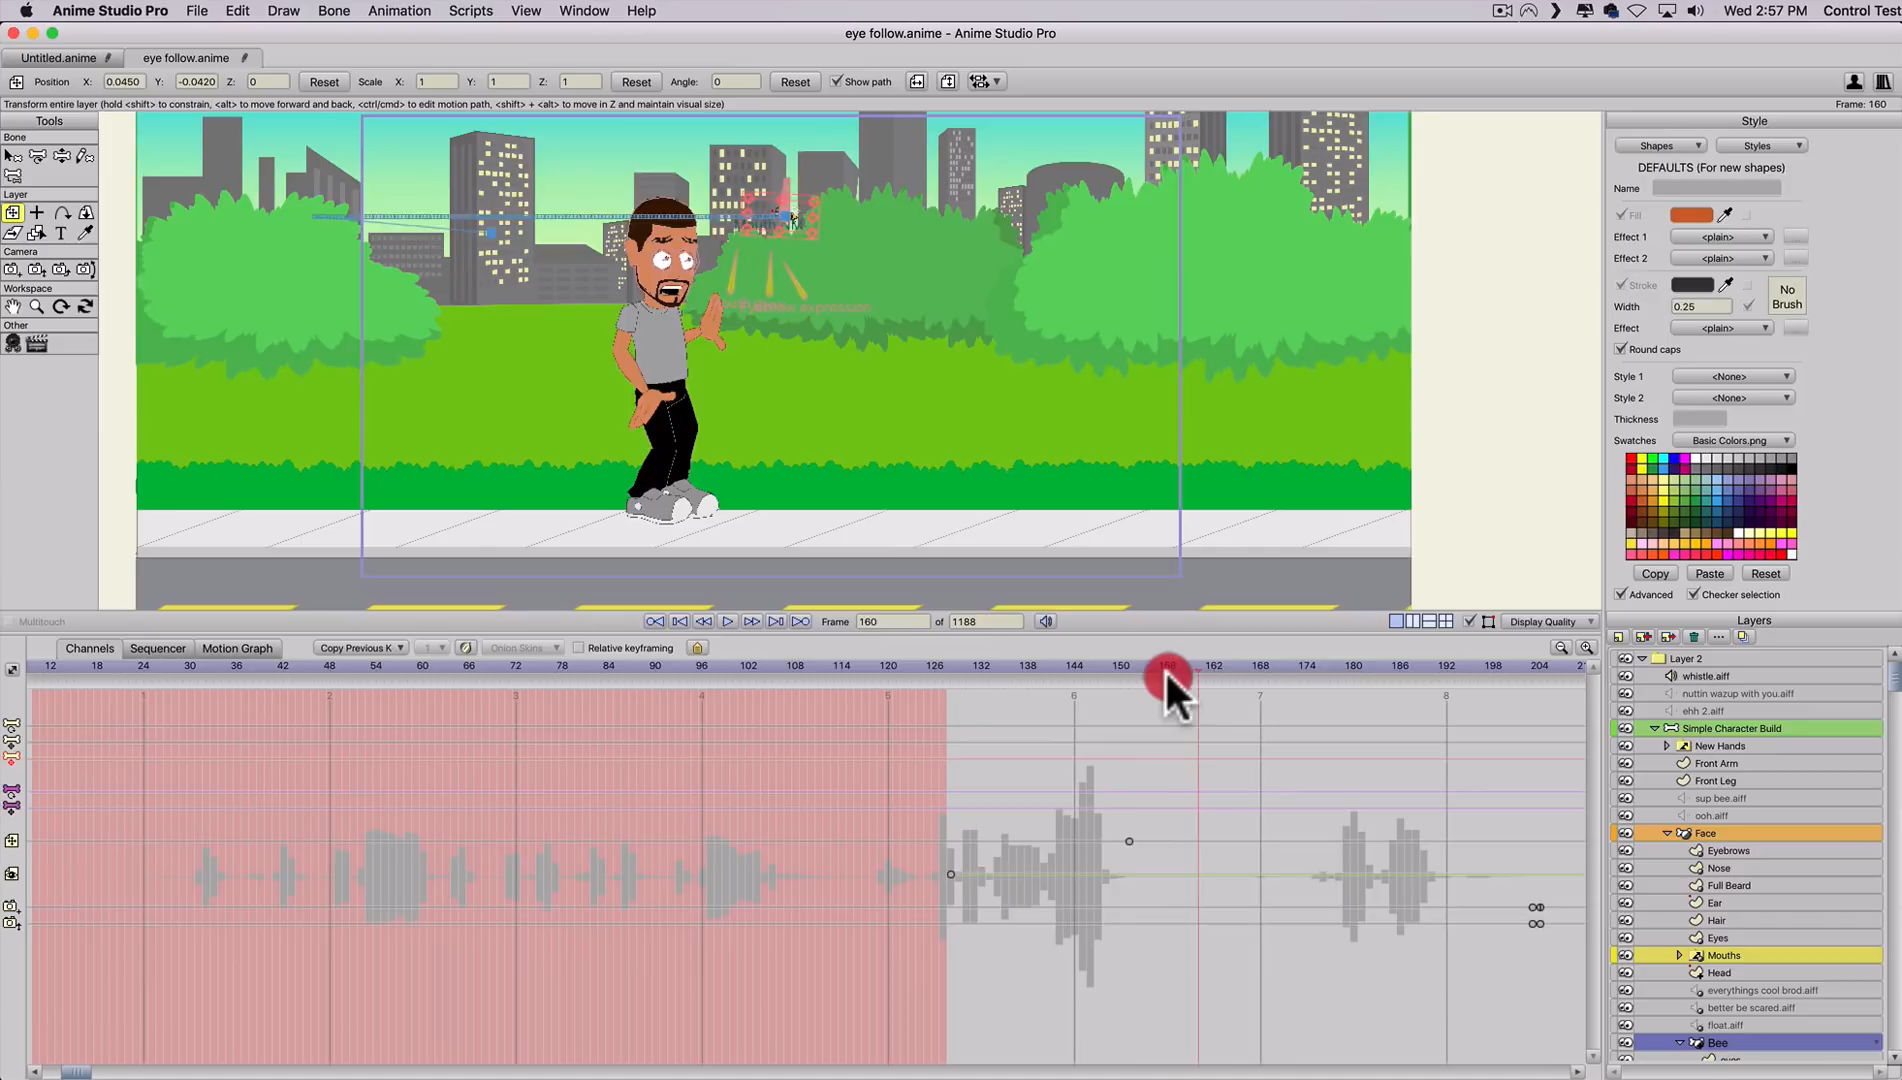 Anime Studio Pro File Edit Draw Bone Animation Scripts View Window Help Wed 2:57 PM Control Test
eye follow.anime - Anime Studio Pro
Untitled.anime eye follow.anime
Position X: 0.0450 Y: -0.0420 Z: 0 Reset Scale X: 1 Y: 1 Z: 1 Reset Angle: 0 Reset Show path
Transform entire layer (hold <shift> to constrain, <alt> to move forward and back, <ctrl/cmd> to edit motion path, <shift> + <alt> to move in Z and maintain visual size)
Frame: 160
Tools
Bone
Layer
Camera
Workspace
Other
Style
Shapes Styles
DEFAULTS (For new shapes)
Name
Fill
Effect 1 <plain>
Effect 2 <plain>
Stroke
No Brush
Width 0.25
Effect <plain>
Round caps
Style 1 <None>
Style 2 <None>
Thickness
Swatches Basic Colors.png
Copy Paste Reset
Advanced Checker selection
Multitouch
Frame 160 of 1188
Display Quality
Channels Sequencer Motion Graph Copy Previous K 1 Onion Skins Relative keyframing
12 18 24 30 36 42 48 54 60 66 72 78 84 90 96 102 108 114 120 126 132 138 144 150 162 168 174 180 186 192 198 204
1 2 3 4 5 6 7 8
Layers
Layer 2
whistle.aiff
nuttin wazup with you.aiff
ehh 2.aiff
Simple Character Build
New Hands
Front Arm
Front Leg
sup bee.aiff
ooh.aiff
Face
Eyebrows
Nose
Full Beard
Ear
Hair
Eyes
Mouths
Head
everythings cool brod.aiff
better be scared.aiff
float.aiff
Bee
eyes